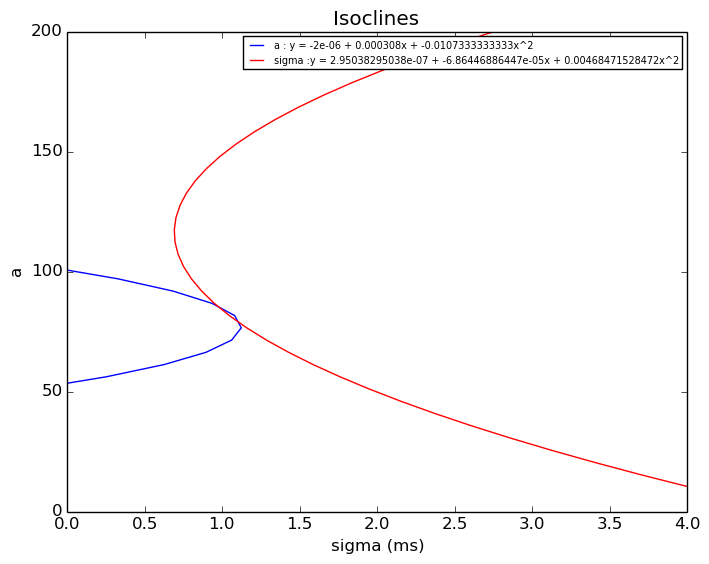 Isoclines
a : y = -2e-06 + 0.000308x + -0.0107333333333x^2
sigma :y = 2.95038295038e-07 + -6.86446886447e-05x + 0.00468471528472x^2
200
150
100
50
0
a
0.0 0.5 1.0 1.5 2.0 2.5 3.0 3.5 4.0
sigma (ms)